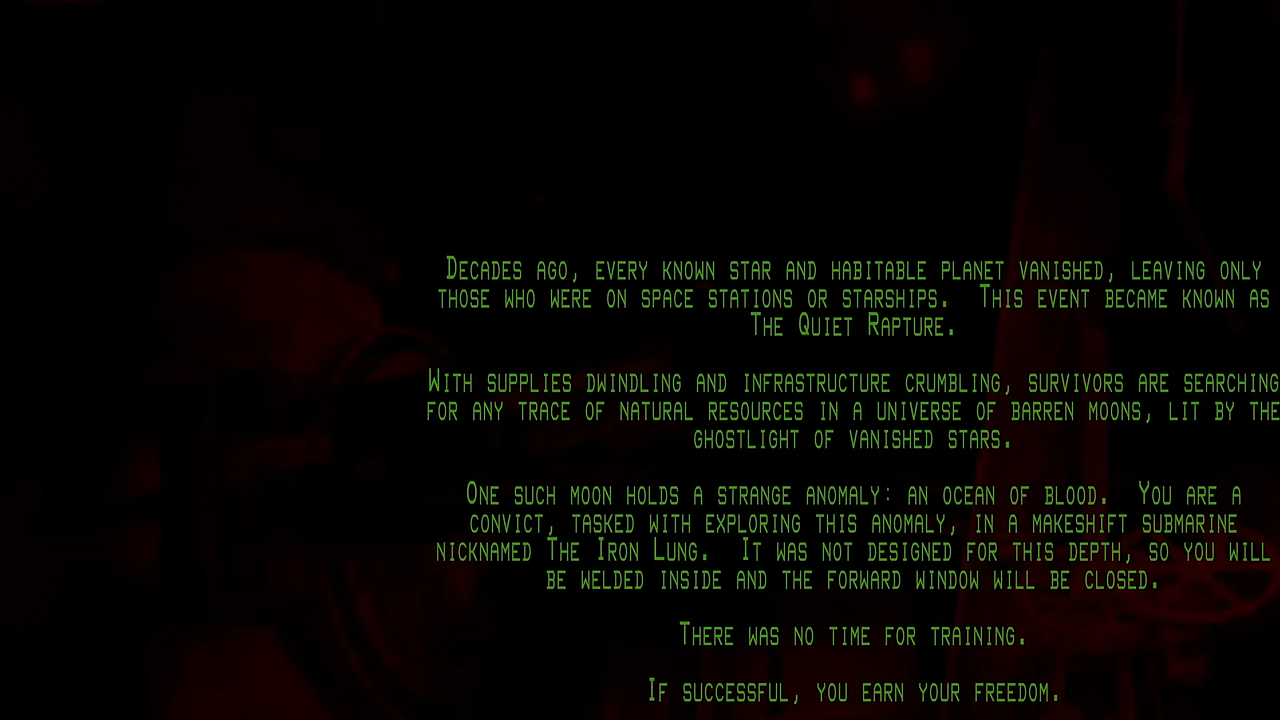 Decades ago, every known star and habitable planet vanished, leaving only
those who were on space stations or starships.  This event became known as
The Quiet Rapture.
With supplies dwindling and infrastructure crumbling, survivors are searching
for any trace of natural resources in a universe of barren moons, lit by the
ghostlight of vanished stars.
One such moon holds a strange anomaly: an ocean of blood.  You are a
convict, tasked with exploring this anomaly, in a makeshift submarine
nicknamed The Iron Lung.  It was not designed for this depth, so you will
be welded inside and the forward window will be closed.
There was no time for training.
If successful, you earn your freedom.